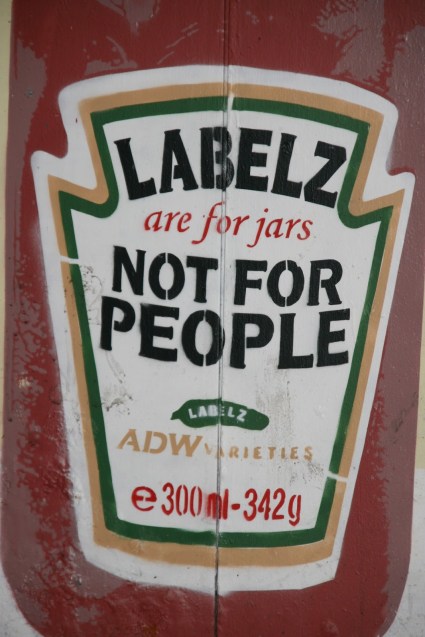 LABELZ
are for jars
NOT FOR
PEOPLE
LABELZ
ADW VARIETIES
e 300ml-342g